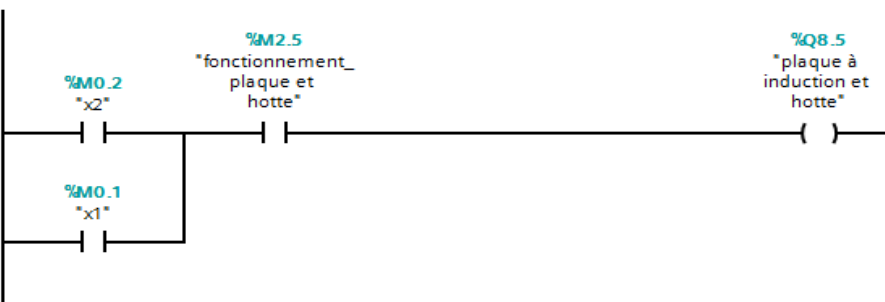 %M2.5
"fonctionnement_
plaque et
hotte"
%Q8.5
"plaque à
induction et
hotte"
%M0.2
"x2"
%M0.1
"x1"